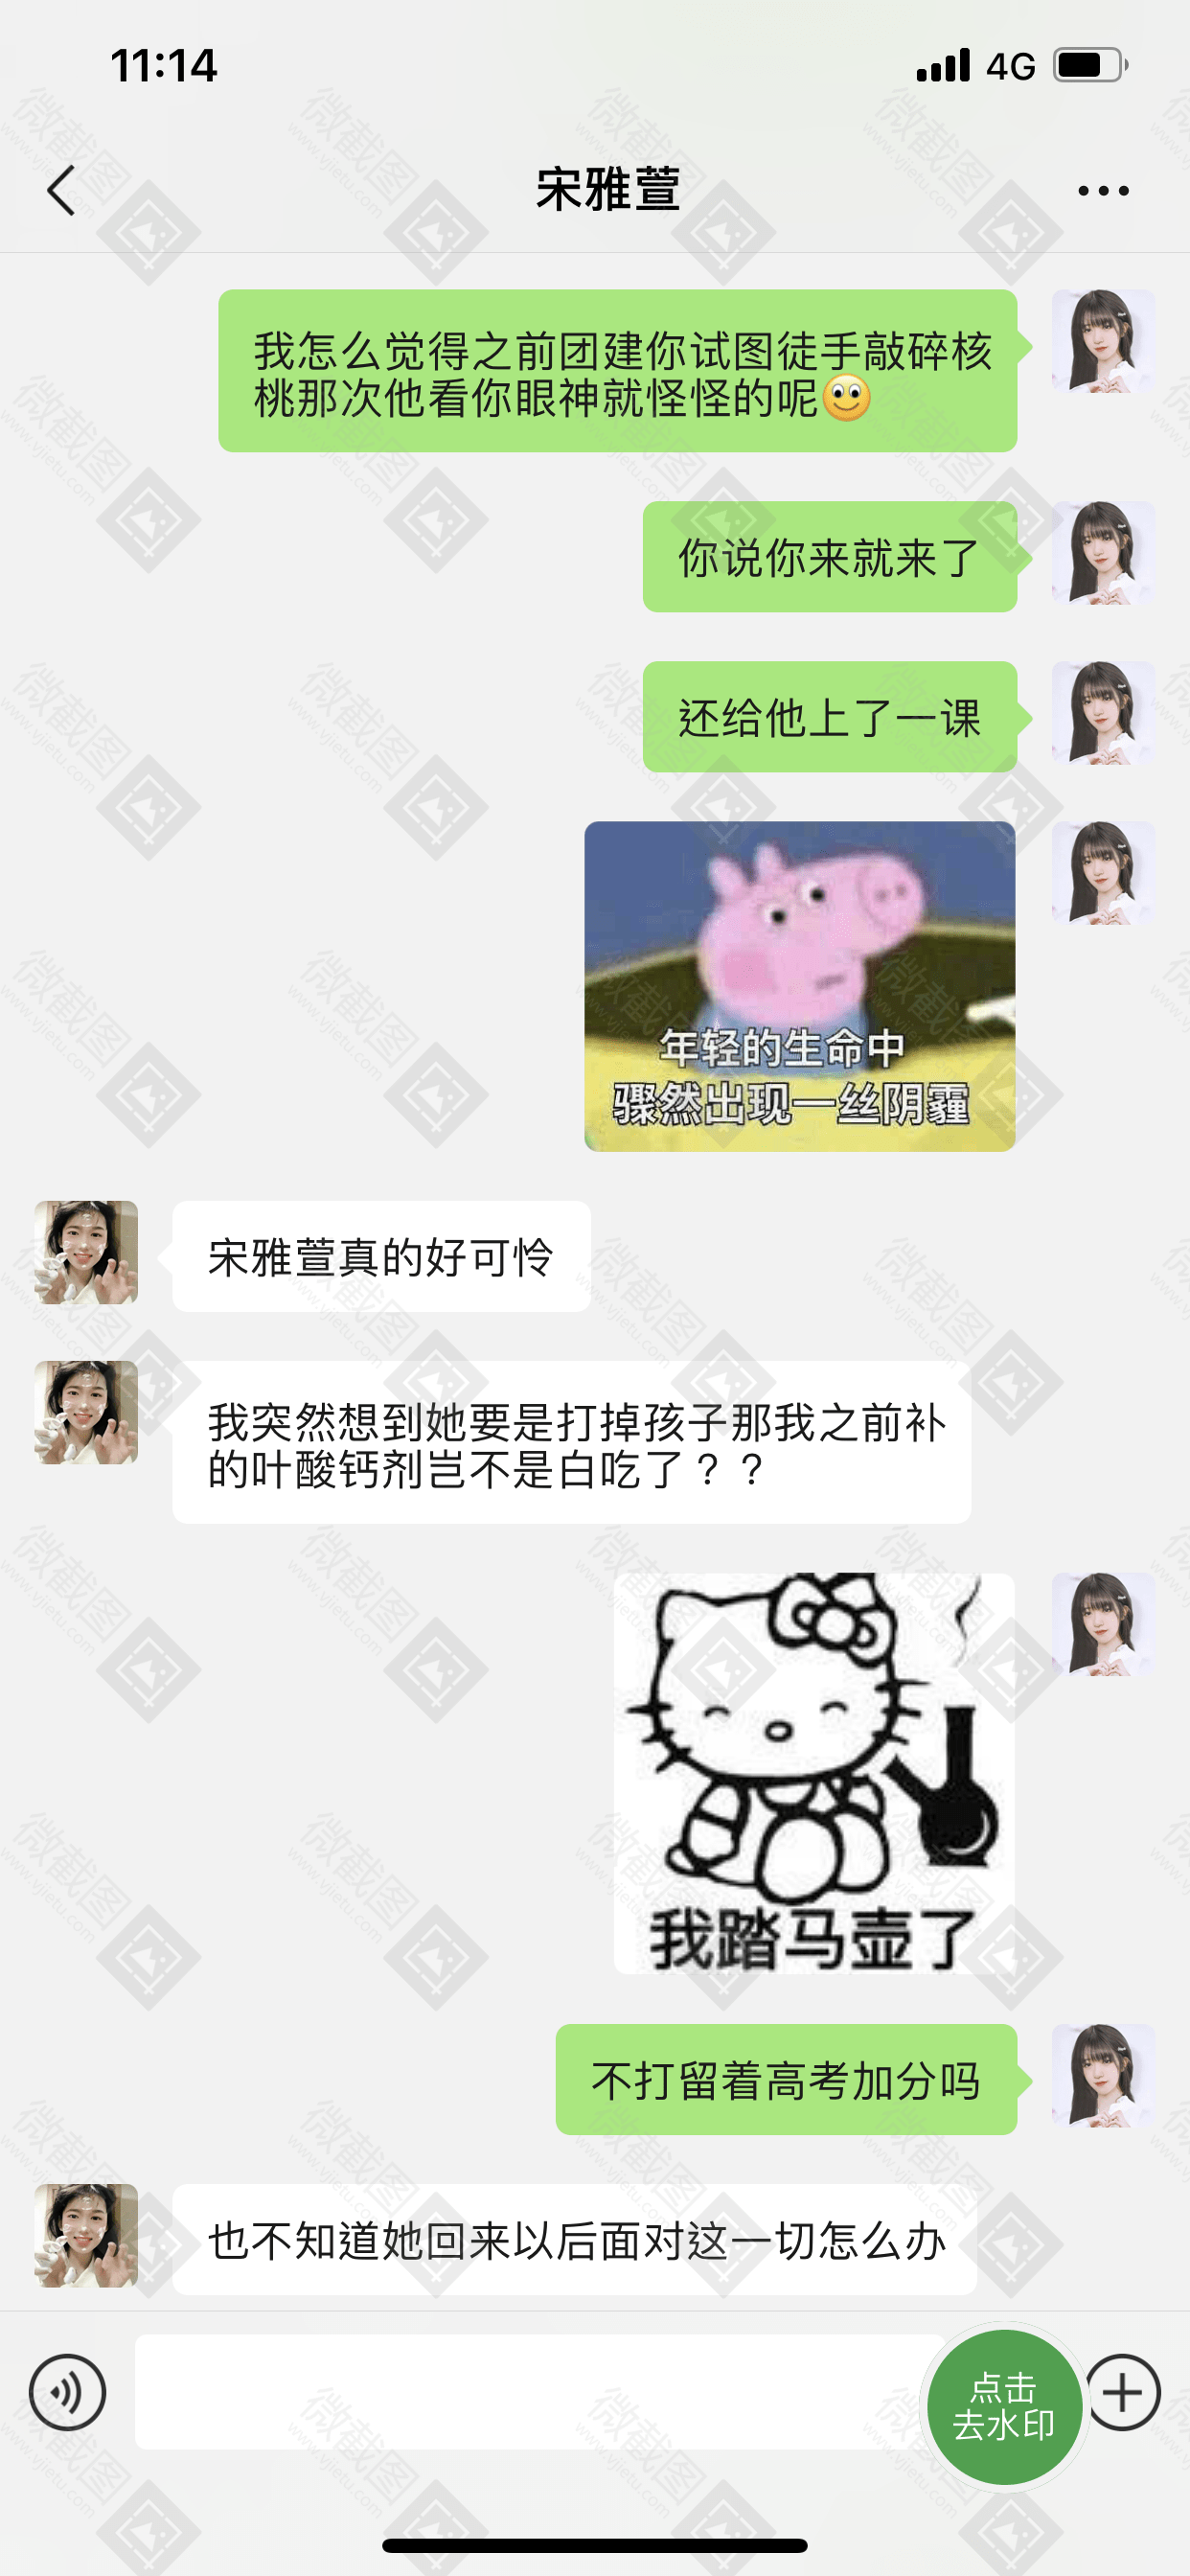 11:14
4G
宋雅萱
我怎么觉得之前团建你试图徒手敲碎核
桃那次他看你眼神就怪怪的呢
你说你来就来了
还给他上了一课
年轻的生命中
骤然出现一丝阴霾
宋雅萱真的好可怜
我突然想到她要是打掉孩子那我之前补
的叶酸钙剂岂不是白吃了？？
我踏马壶了
不打留着高考加分吗
也不知道她回来以后面对这一切怎么办
点击
去水印
微截图
www.vjietu.com